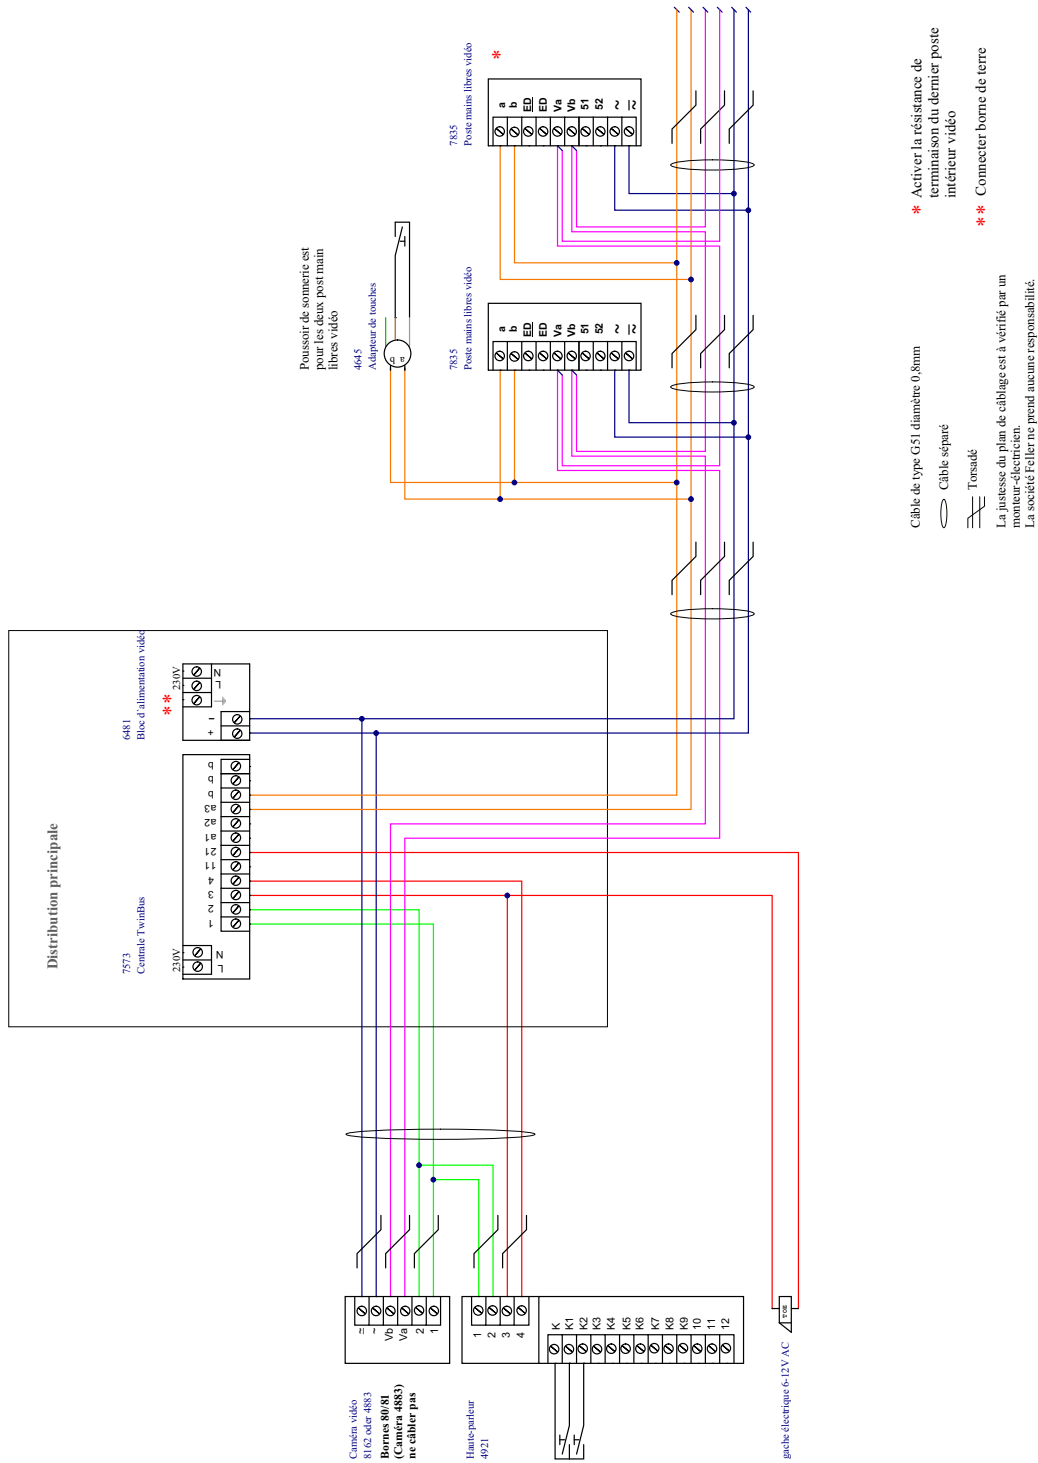 Distribution principale
7573
Centrale TwinBus
230V
L
N
1
2
3
4
11
21
a1
a2
a3
b
b
b
6481
Bloc d'alimentation vidéo
230V
N
L
+
−
**
Poussoir de sonnerie est
pour les deux post main
libres vidéo
4645
Adapteur de touches
a b
7835
Poste mains libres vidéo
a
b
ED
ED
Va
Vb
51
52
~
|~
7835
Poste mains libres vidéo
*
a
b
ED
ED
Va
Vb
51
52
~
|~
Caméra vidéo
8162 oder 4883
Bornes 80/81
(Caméra 4883)
ne câbler pas
~|
~
Vb
Va
2
1
Haute-parleur
4921
1
2
3
4
K
K1
K2
K3
K4
K5
K6
K7
K8
K9
10
11
12
gache électrique 6-12V AC
TOE
Câble de type G51 diamètre 0,8mm
Câble séparé
Torsadé
La justesse du plan de câblage est à vérifié par un
monteur-électricien.
La société Feller ne prend aucune responsabilité.
* Activer la résistance de
terminaison du dernier poste
intérieur vidéo
** Connecter borne de terre